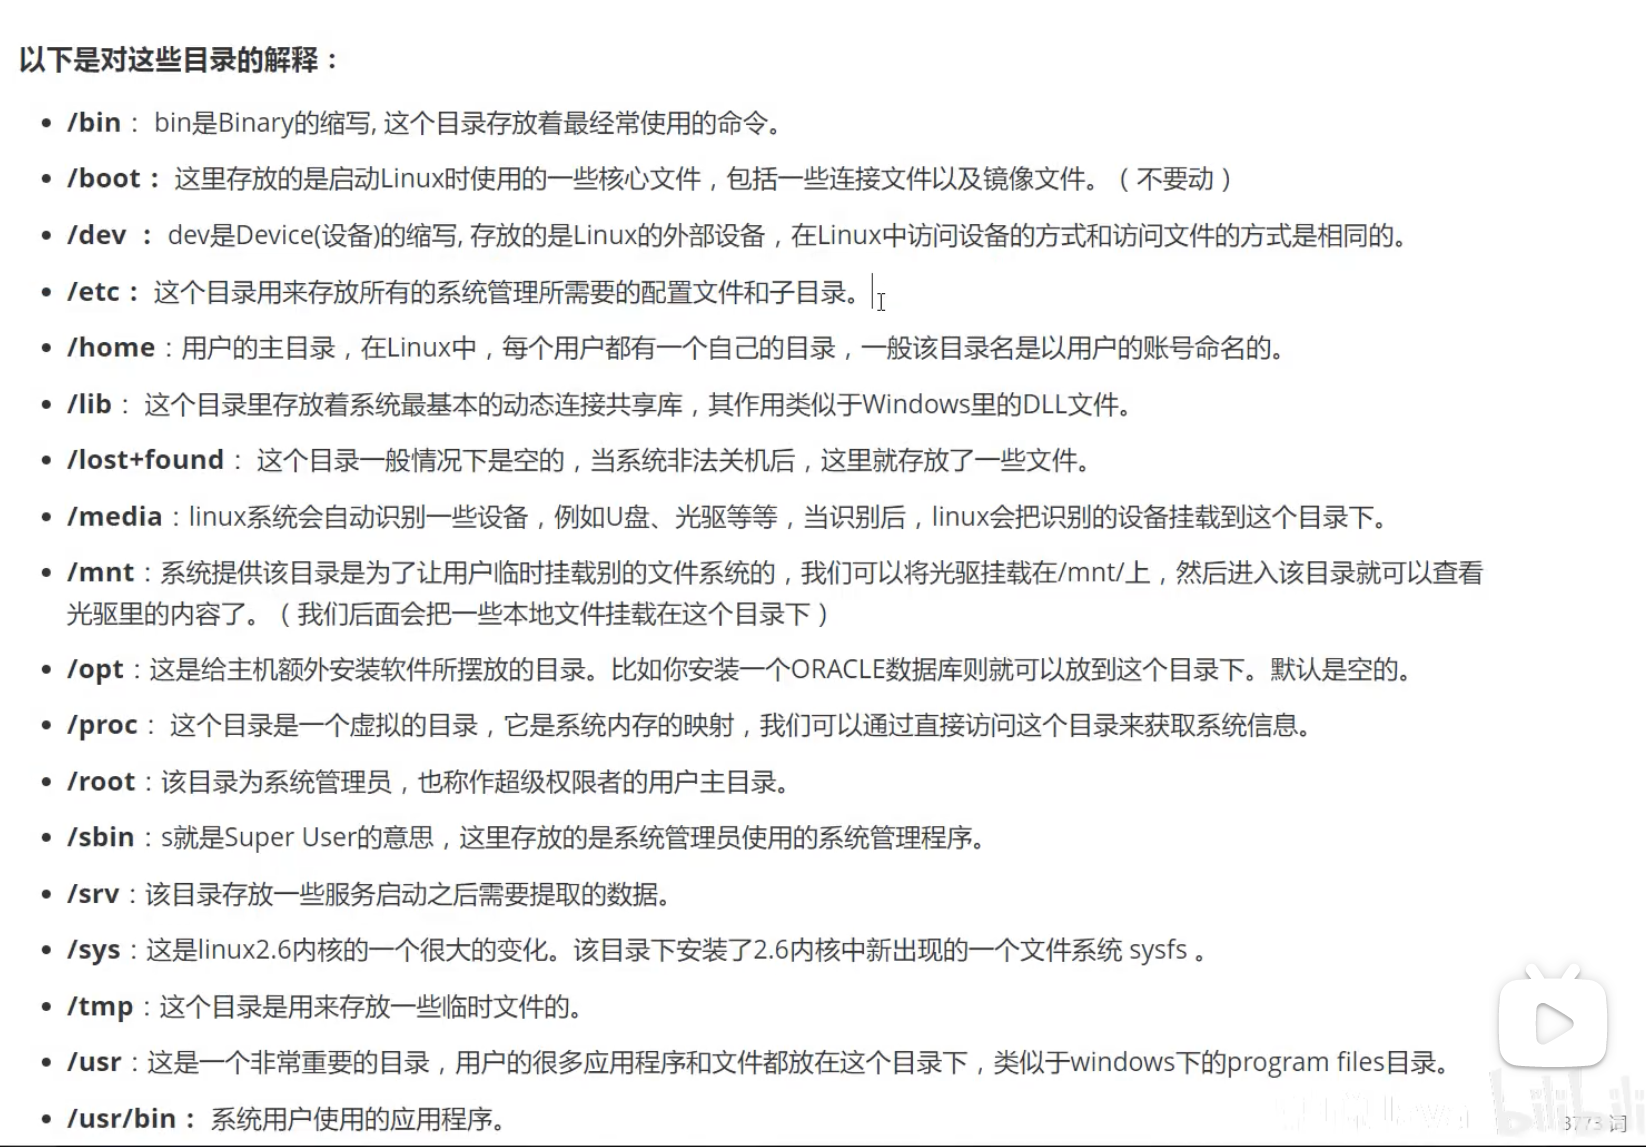 以下是对这些目录的解释：
/bin： bin是Binary的缩写, 这个目录存放着最经常使用的命令。
/boot： 这里存放的是启动Linux时使用的一些核心文件，包括一些连接文件以及镜像文件。（不要动）
/dev ： dev是Device(设备)的缩写, 存放的是Linux的外部设备，在Linux中访问设备的方式和访问文件的方式是相同的。
/etc： 这个目录用来存放所有的系统管理所需要的配置文件和子目录。
/home：用户的主目录，在Linux中，每个用户都有一个自己的目录，一般该目录名是以用户的账号命名的。
/lib： 这个目录里存放着系统最基本的动态连接共享库，其作用类似于Windows里的DLL文件。
/lost+found： 这个目录一般情况下是空的，当系统非法关机后，这里就存放了一些文件。
/media：linux系统会自动识别一些设备，例如U盘、光驱等等，当识别后，linux会把识别的设备挂载到这个目录下。
/mnt：系统提供该目录是为了让用户临时挂载别的文件系统的，我们可以将光驱挂载在/mnt/上，然后进入该目录就可以查看
光驱里的内容了。（我们后面会把一些本地文件挂载在这个目录下）
/opt：这是给主机额外安装软件所摆放的目录。比如你安装一个ORACLE数据库则就可以放到这个目录下。默认是空的。
/proc： 这个目录是一个虚拟的目录，它是系统内存的映射，我们可以通过直接访问这个目录来获取系统信息。
/root：该目录为系统管理员，也称作超级权限者的用户主目录。
/sbin：s就是Super User的意思，这里存放的是系统管理员使用的系统管理程序。
/srv：该目录存放一些服务启动之后需要提取的数据。
/sys：这是linux2.6内核的一个很大的变化。该目录下安装了2.6内核中新出现的一个文件系统 sysfs 。
/tmp：这个目录是用来存放一些临时文件的。
/usr：这是一个非常重要的目录，用户的很多应用程序和文件都放在这个目录下，类似于windows下的program files目录。
/usr/bin： 系统用户使用的应用程序。
bilibili
3773 词